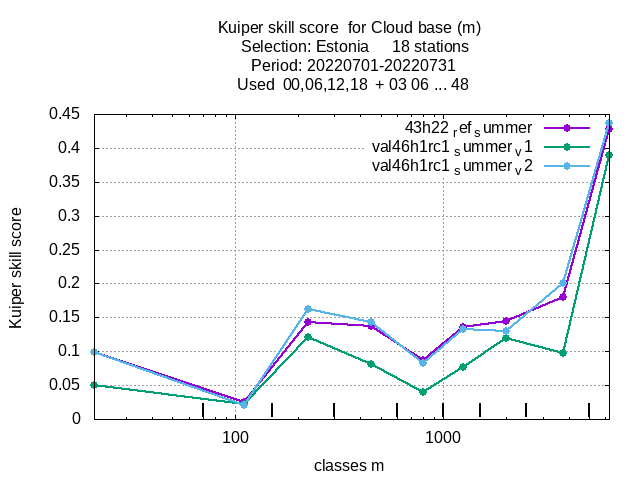 Kuiper skill score  for Cloud base (m)
Selection: Estonia     18 stations
Period: 20220701-20220731
Used  00,06,12,18  + 03 06 ... 48
0.45
0.4
0.35
0.3
0.25
0.2
0.15
0.1
0.05
0
43h22 ref summer
val46h1rc1 summer v1
val46h1rc1 summer v2
Kuiper skill score
100
1000
classes m